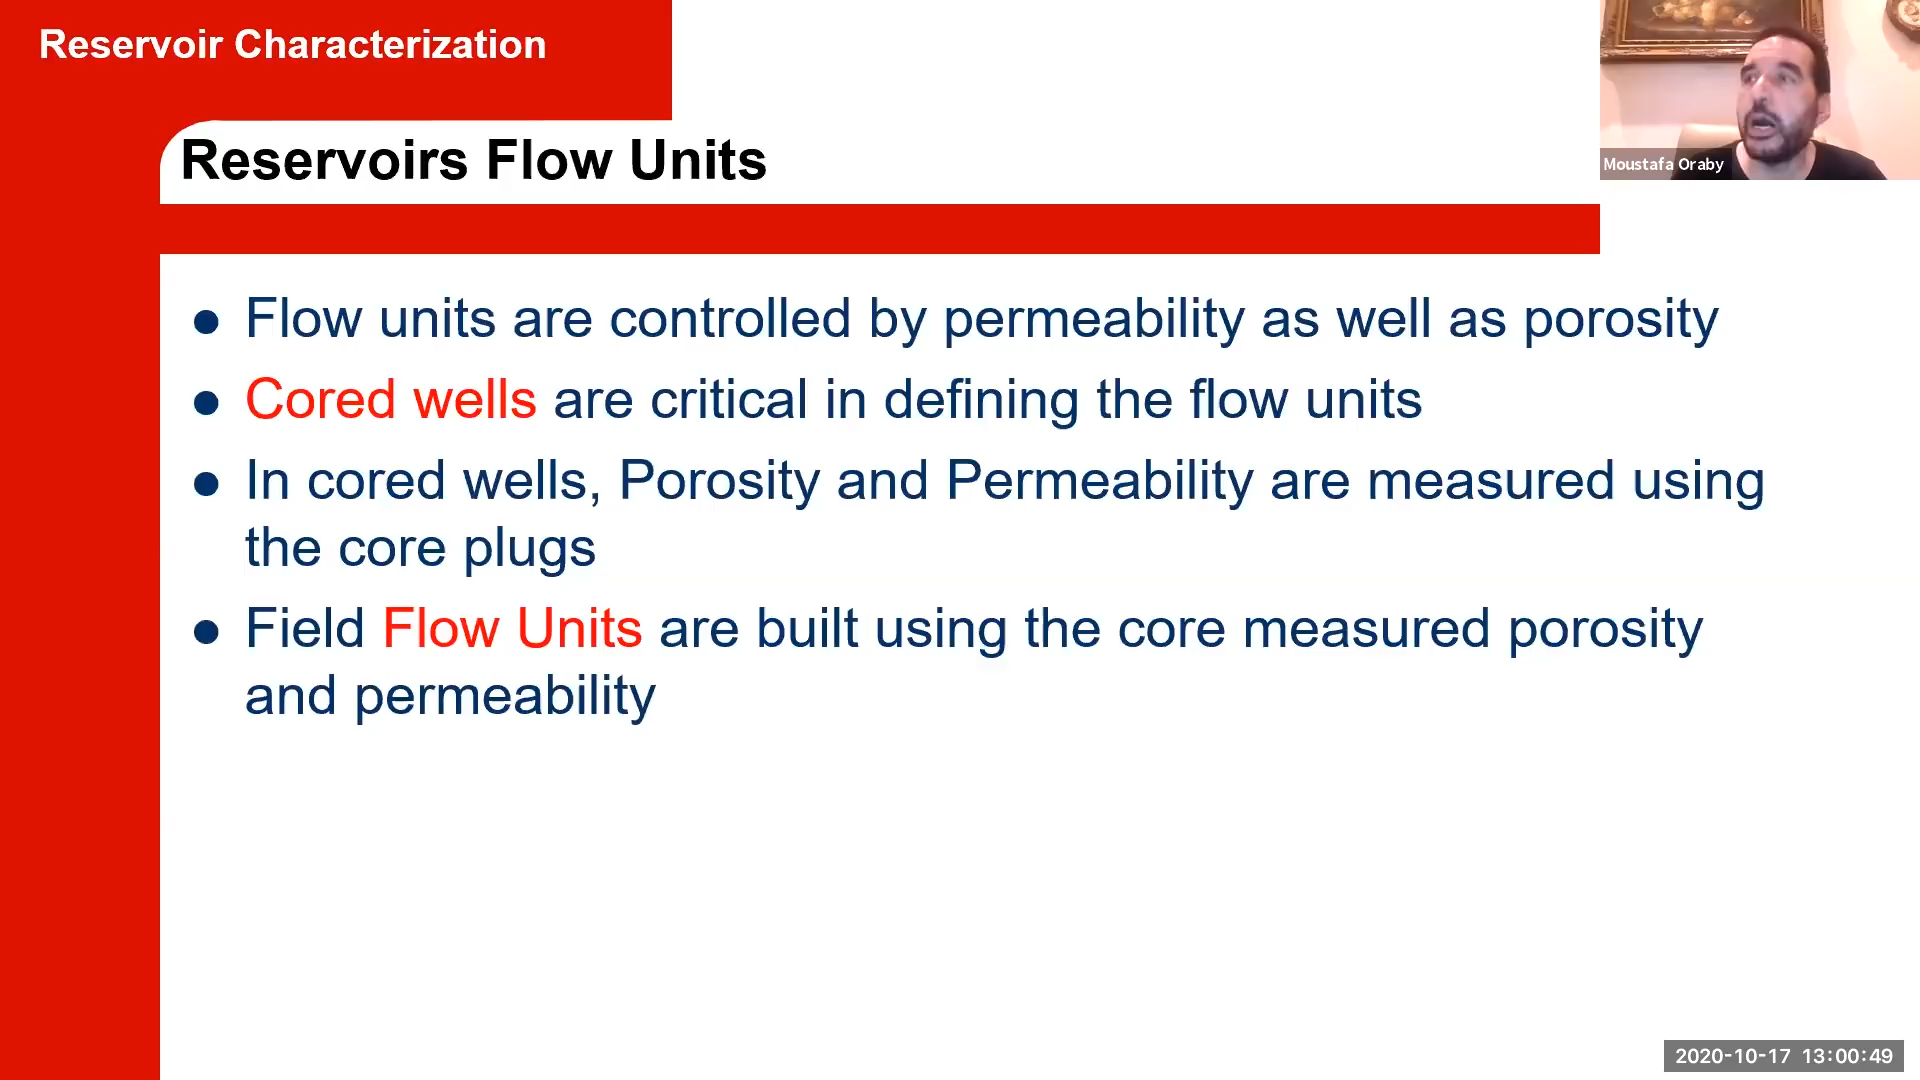 Reservoir Characterization
Moustafa Oraby
Reservoirs Flow Units
● Flow units are controlled by permeability as well as porosity
● Cored wells are critical in defining the flow units
● In cored wells, Porosity and Permeability are measured using
the core plugs
● Field Flow Units are built using the core measured porosity
and permeability
2020-10-17 13:00:49